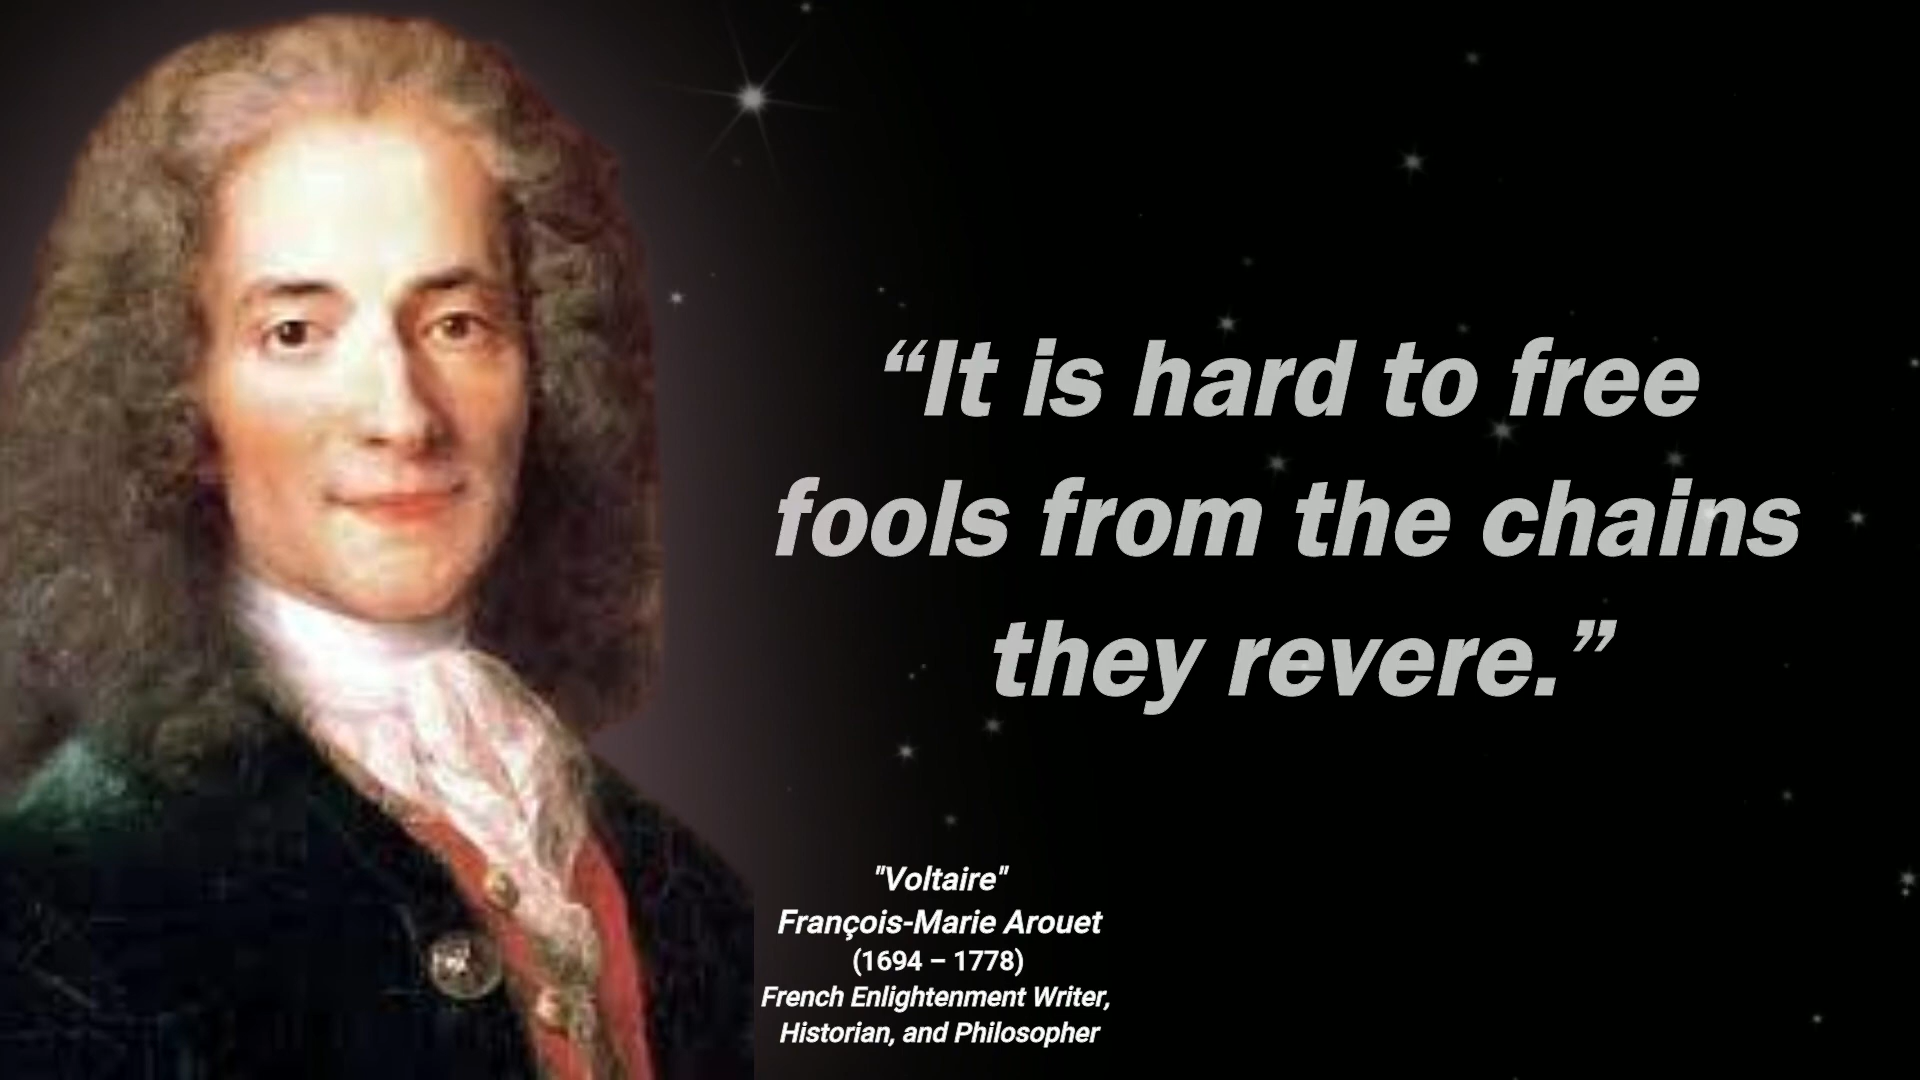 “It is hard to free
fools from the chains
they revere.”
"Voltaire"
François-Marie Arouet
(1694 – 1778)
French Enlightenment Writer,
Historian, and Philosopher